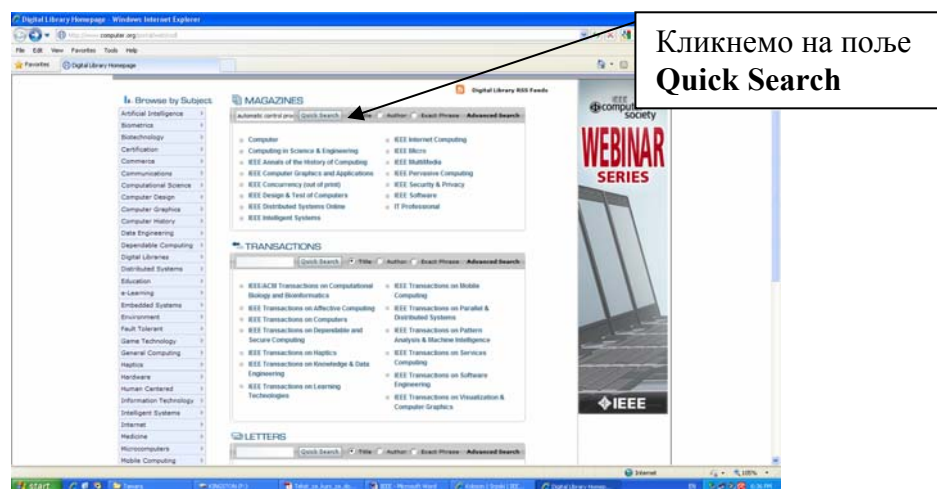 Digital Library Homepage - Windows Internet Explorer
File Edit View Favorites Tools Help
Favorites Digital Library Homepage
Кликнемо на поље
Quick Search
Digital Library RSS Feeds
Browse by Subject
Artificial Intelligence
Biometrics
Biotechnology
Certification
Commerce
Communications
Computational Science
Computer Design
Computer Graphics
Computer History
Data Engineering
Dependable Computing
Digital Libraries
Distributed Systems
Education
e-Learning
Embedded Systems
Environment
Fault Tolerant
Game Technology
General Computing
Haptics
Hardware
Human Centered
Information Technology
Intelligent Systems
Internet
Medicine
Microcomputers
Mobile Computing
MAGAZINES
Automatic control proc Quick Search Author Exact Phrase Advanced Search
Computer
Computing in Science & Engineering
IEEE Annals of the History of Computing
IEEE Computer Graphics and Applications
IEEE Concurrency (out of print)
IEEE Design & Test of Computers
IEEE Distributed Systems Online
IEEE Intelligent Systems
IEEE Internet Computing
IEEE Micro
IEEE MultiMedia
IEEE Pervasive Computing
IEEE Security & Privacy
IEEE Software
IT Professional
TRANSACTIONS
Quick Search Title Author Exact Phrase Advanced Search
IEEE/ACM Transactions on Computational
Biology and Bioinformatics
IEEE Transactions on Affective Computing
IEEE Transactions on Computers
IEEE Transactions on Dependable and
Secure Computing
IEEE Transactions on Haptics
IEEE Transactions on Knowledge & Data
Engineering
IEEE Transactions on Learning
Technologies
IEEE Transactions on Mobile
Computing
IEEE Transactions on Parallel &
Distributed Systems
IEEE Transactions on Pattern
Analysis & Machine Intelligence
IEEE Transactions on Services
Computing
IEEE Transactions on Software
Engineering
IEEE Transactions on Visualization &
Computer Graphics
LETTERS
Quick Search Title Author Exact Phrase Advanced Search
IEEE
computer
society
WEBINAR
SERIES
IEEE
Internet
105%
start